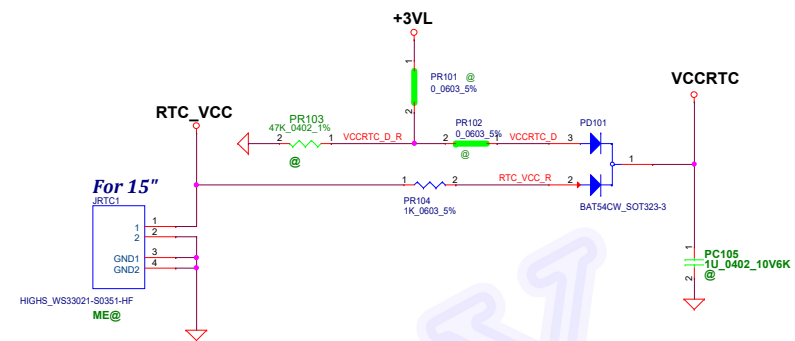 +3VL
1
PR101 @
0_0603_5%
2
VCCRTC
RTC_VCC
PR103
47K_0402_1%
2 1 VCCRTC_D_R
@
PR102
0_0603_5%
2 1 VCCRTC_D 3
@
PD101
1
For 15"
JRTC1
1 2 RTC_VCC_R 2
PR104
1K_0603_5%
BAT54CW_SOT323-3
1 1
2 2
GND1 3
GND2 4
HIGHS_WS33021-S0351-HF
ME@
1
PC105
1U_0402_10V6K
@
2